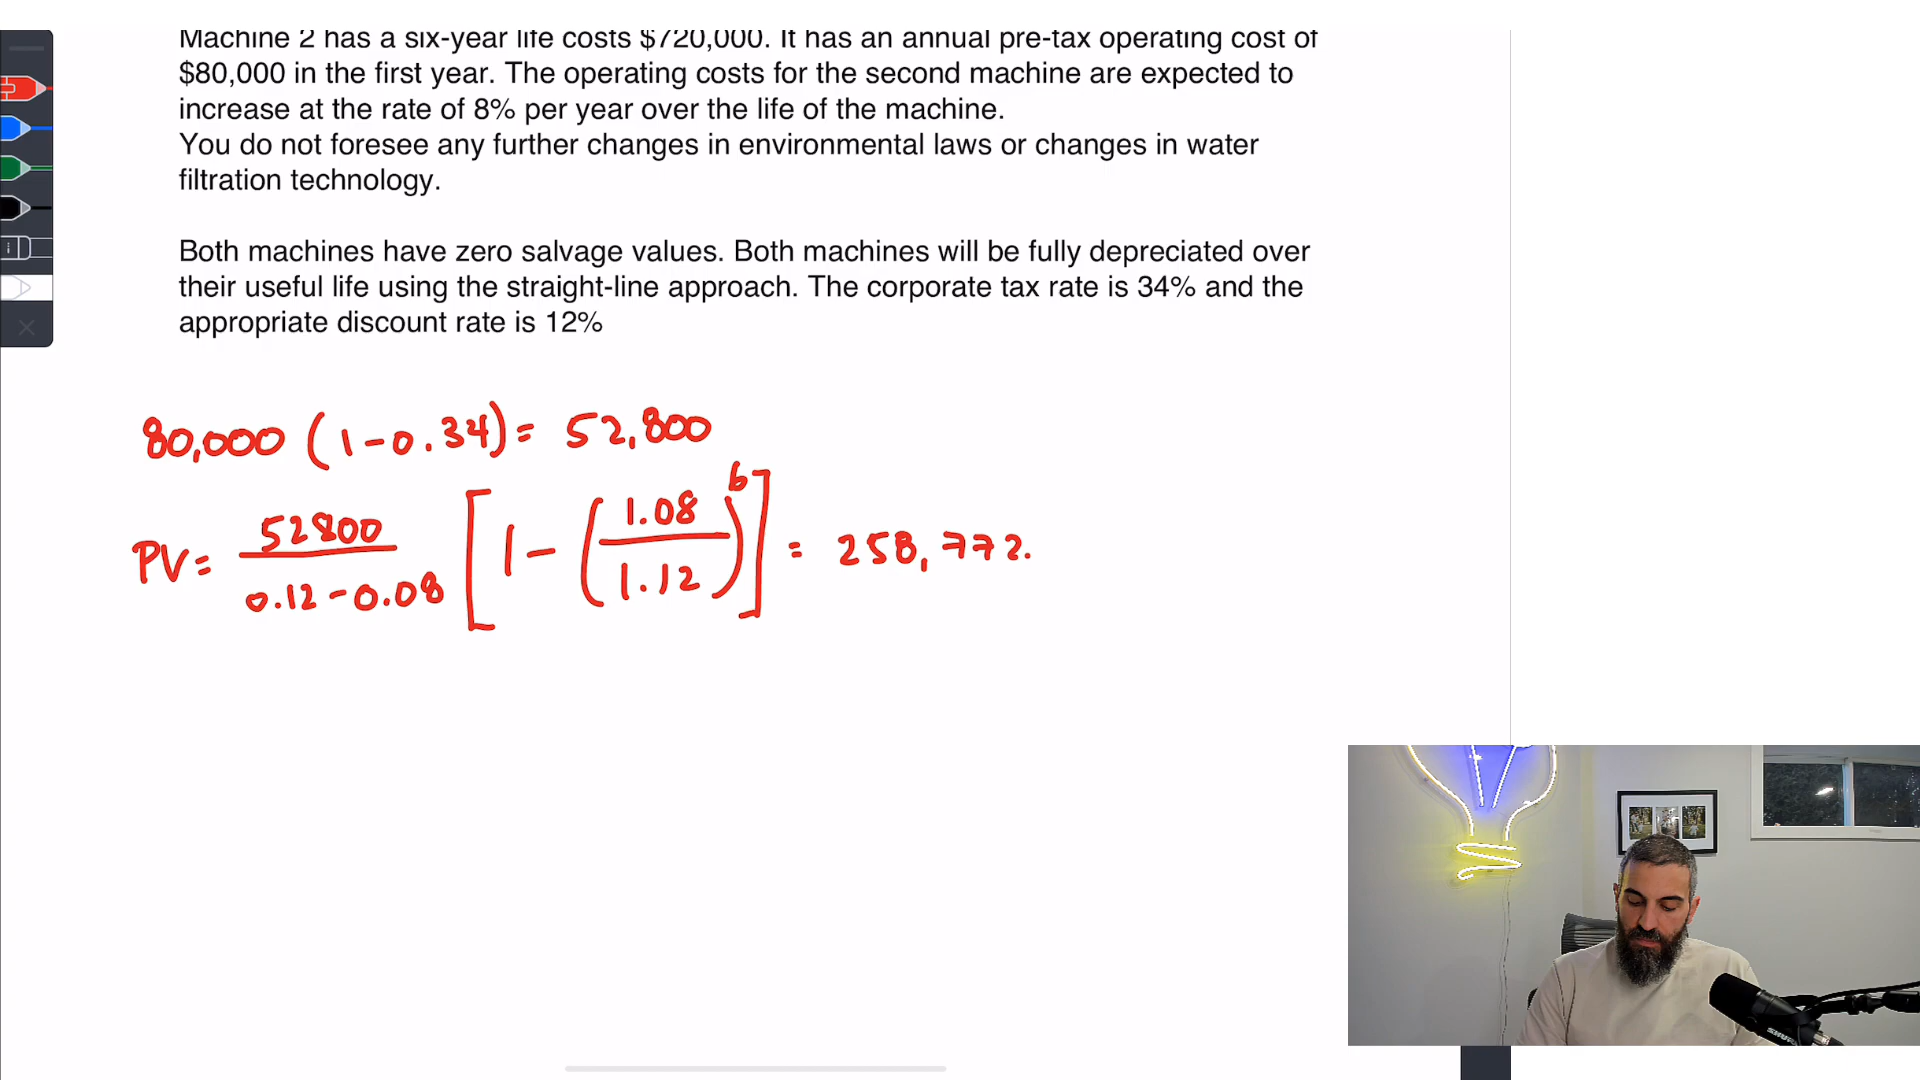 Machine 2 has a six-year life costs $720,000. It has an annual pre-tax operating cost of
$80,000 in the first year. The operating costs for the second machine are expected to
increase at the rate of 8% per year over the life of the machine.
You do not foresee any further changes in environmental laws or changes in water
filtration technology.
Both machines have zero salvage values. Both machines will be fully depreciated over
their useful life using the straight-line approach. The corporate tax rate is 34% and the
appropriate discount rate is 12%
80,000 (1-0.34) = 52,800
PV = 52800 / 0.12-0.08 [1 - (1.08 / 1.12)^6] = 258,772.